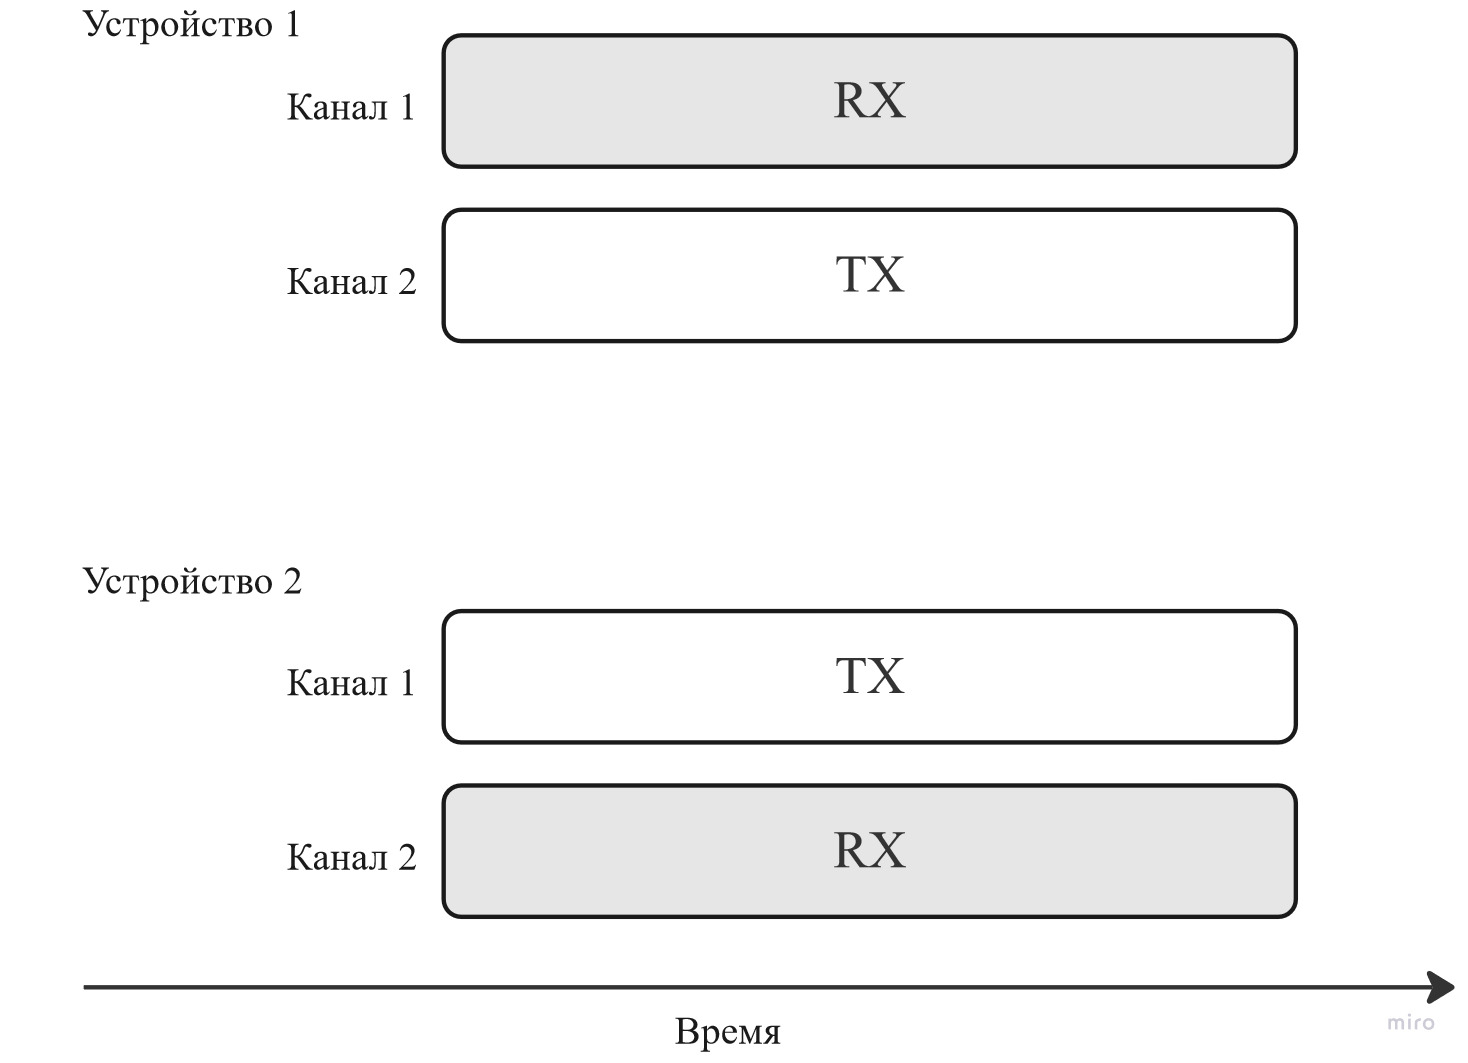 Устройство 1
Канал 1
RX
Канал 2
TX
Устройство 2
Канал 1
TX
Канал 2
RX
Время
miro